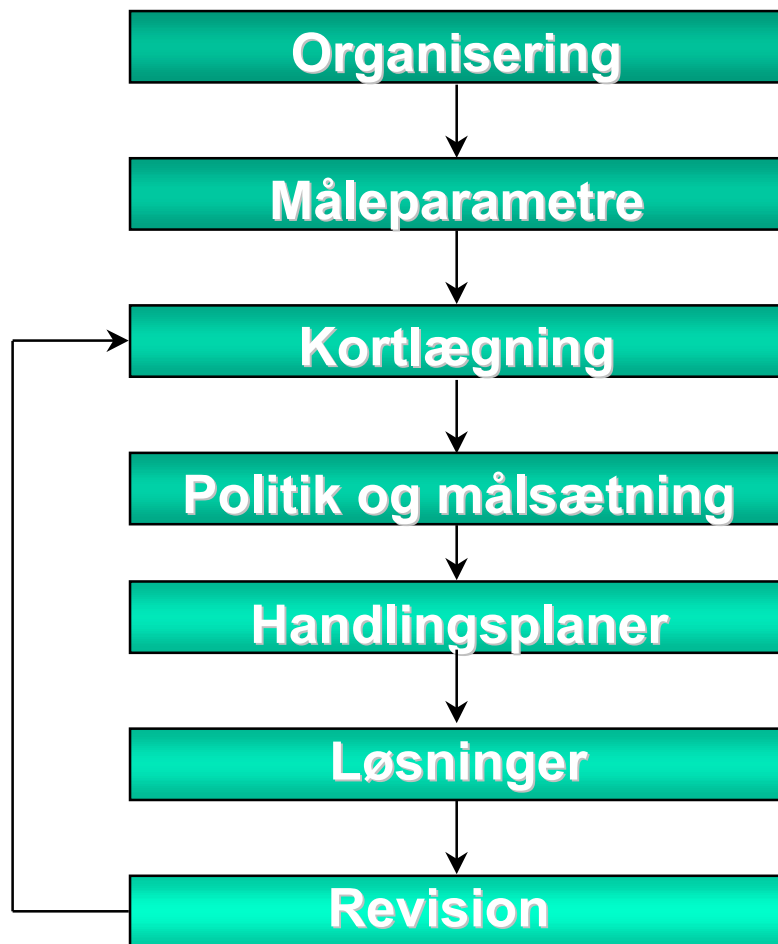 Organisering
Måleparametre
Kortlægning
Politik og målsætning
Handlingsplaner
Løsninger
Revision